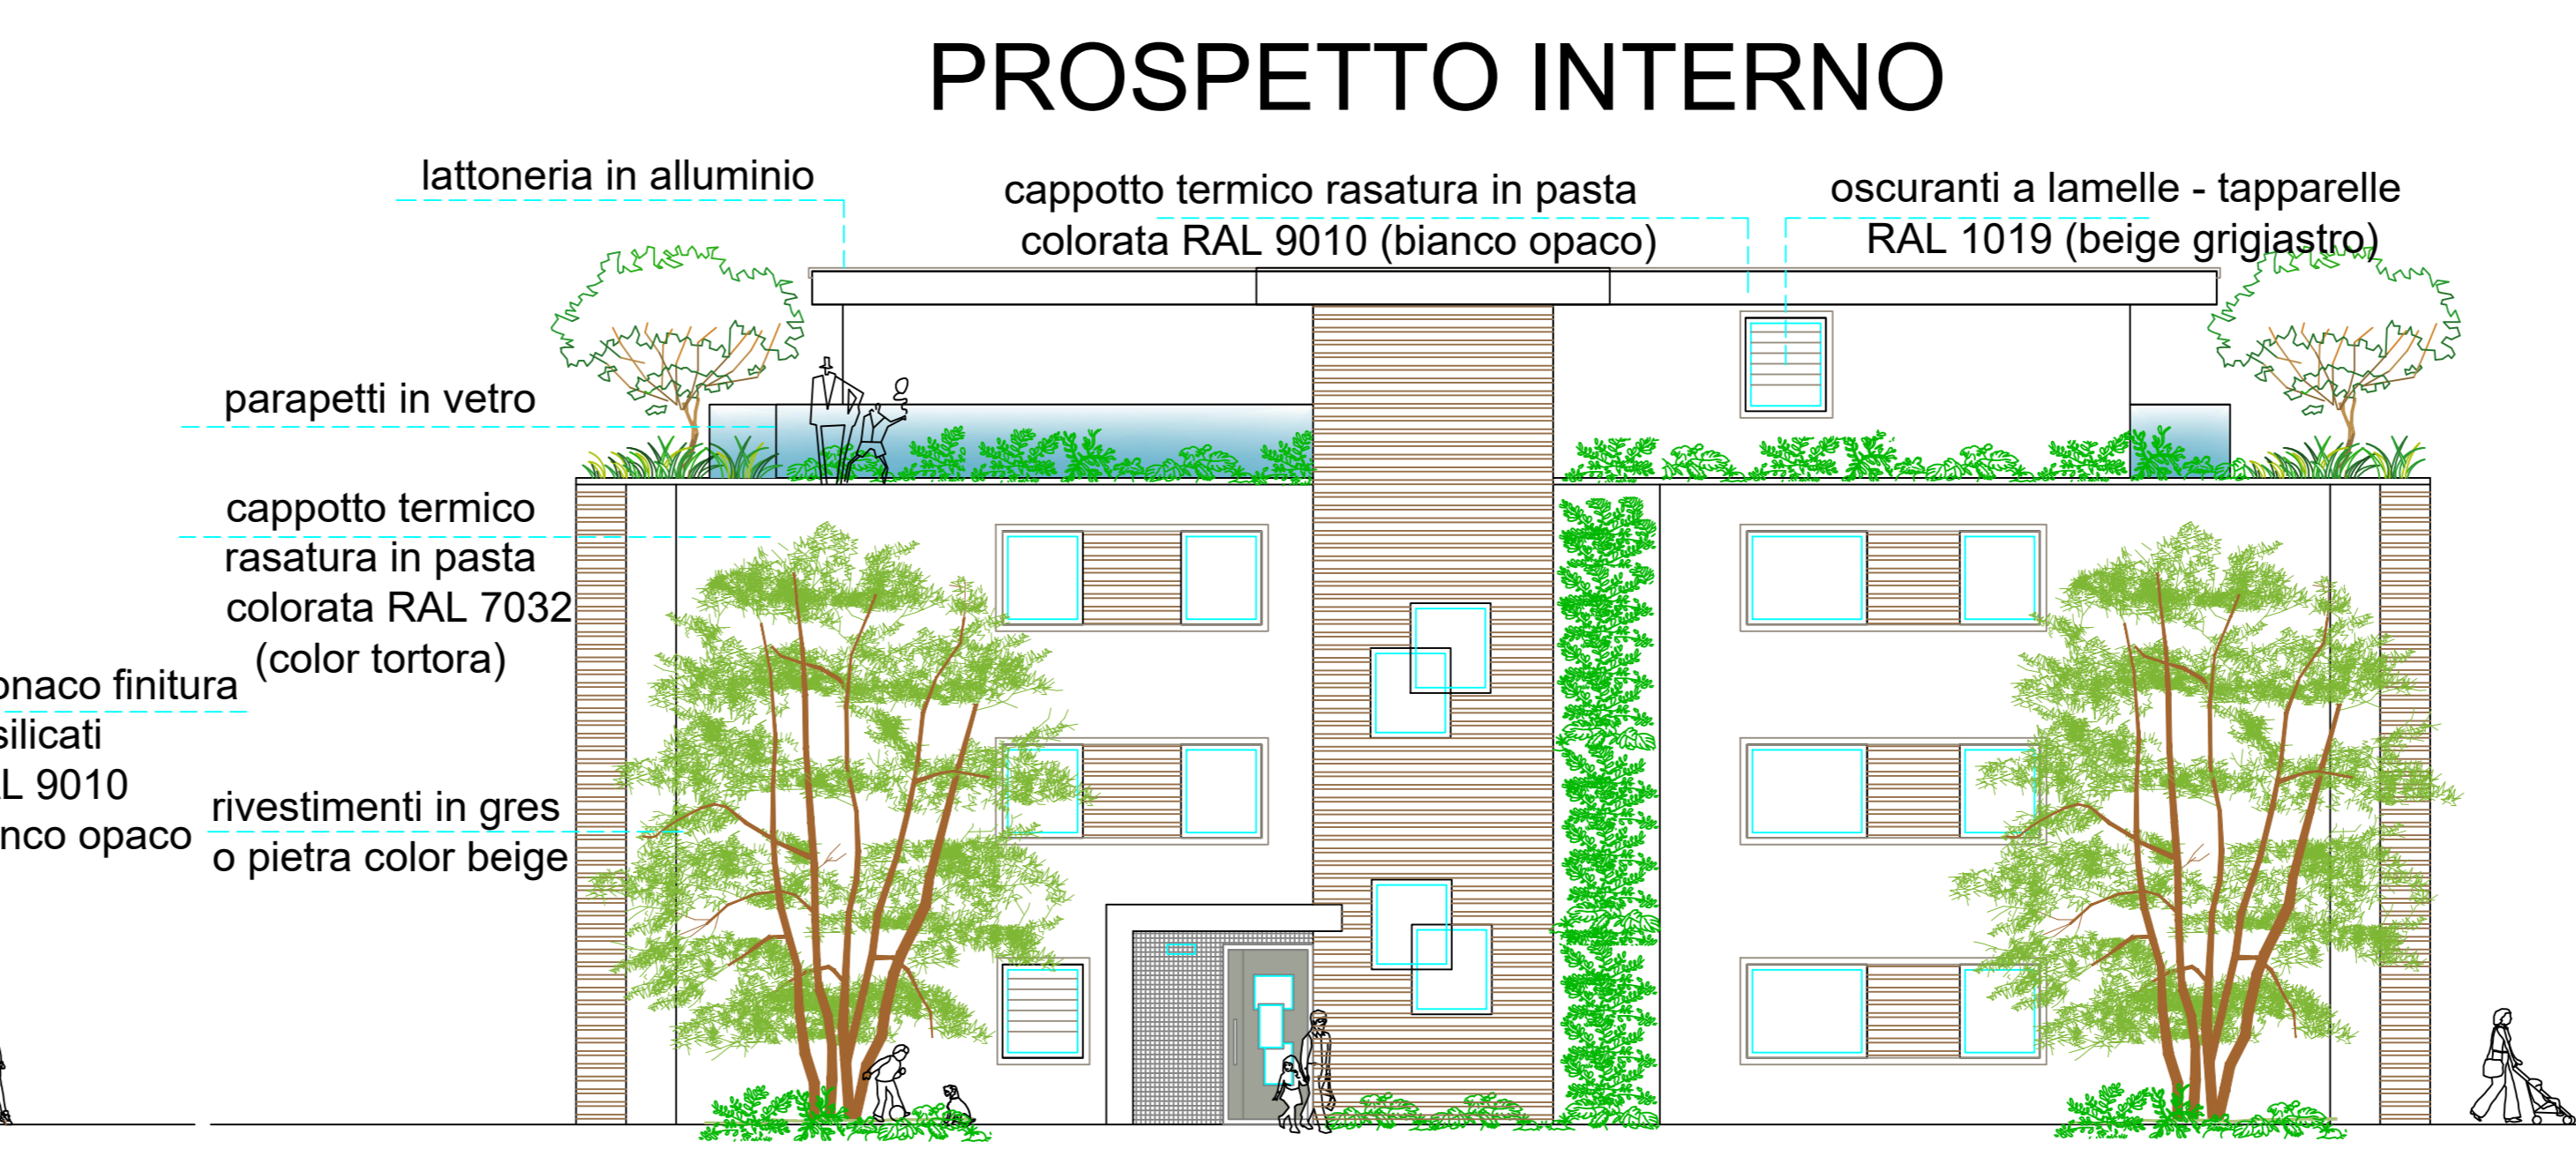 PROSPETTO INTERNO
lattoneria in alluminio
cappotto termico rasatura in pasta
colorata RAL 9010 (bianco opaco)
oscuranti a lamelle - tapparelle
RAL 1019 (beige grigiastro)
parapetti in vetro
cappotto termico
rasatura in pasta
colorata RAL 7032
(color tortora)
finitura
silicati
9010
opaco
rivestimenti in gres
o pietra color beige